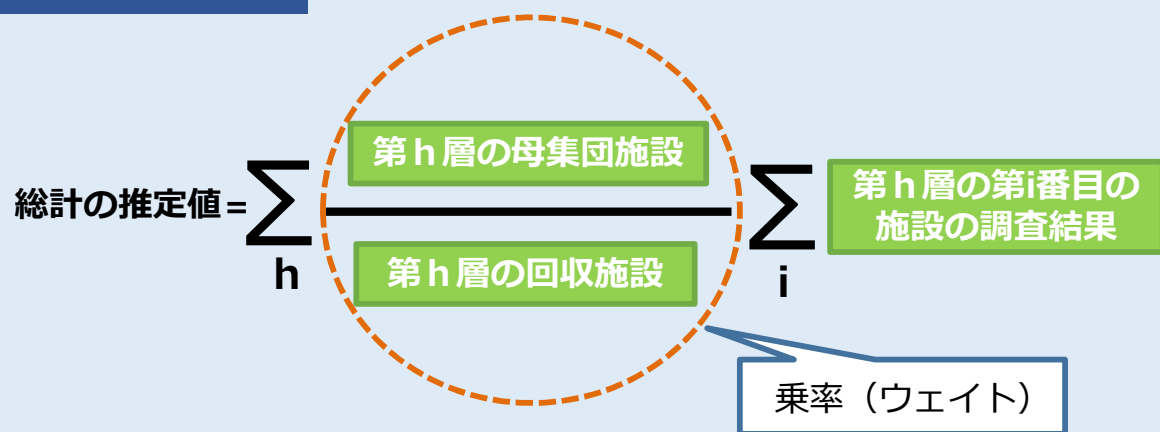 総計の推定値=
∑
h
第ｈ層の母集団施設
第ｈ層の回収施設
∑
i
第ｈ層の第i番目の
施設の調査結果
乗率（ウェイト）